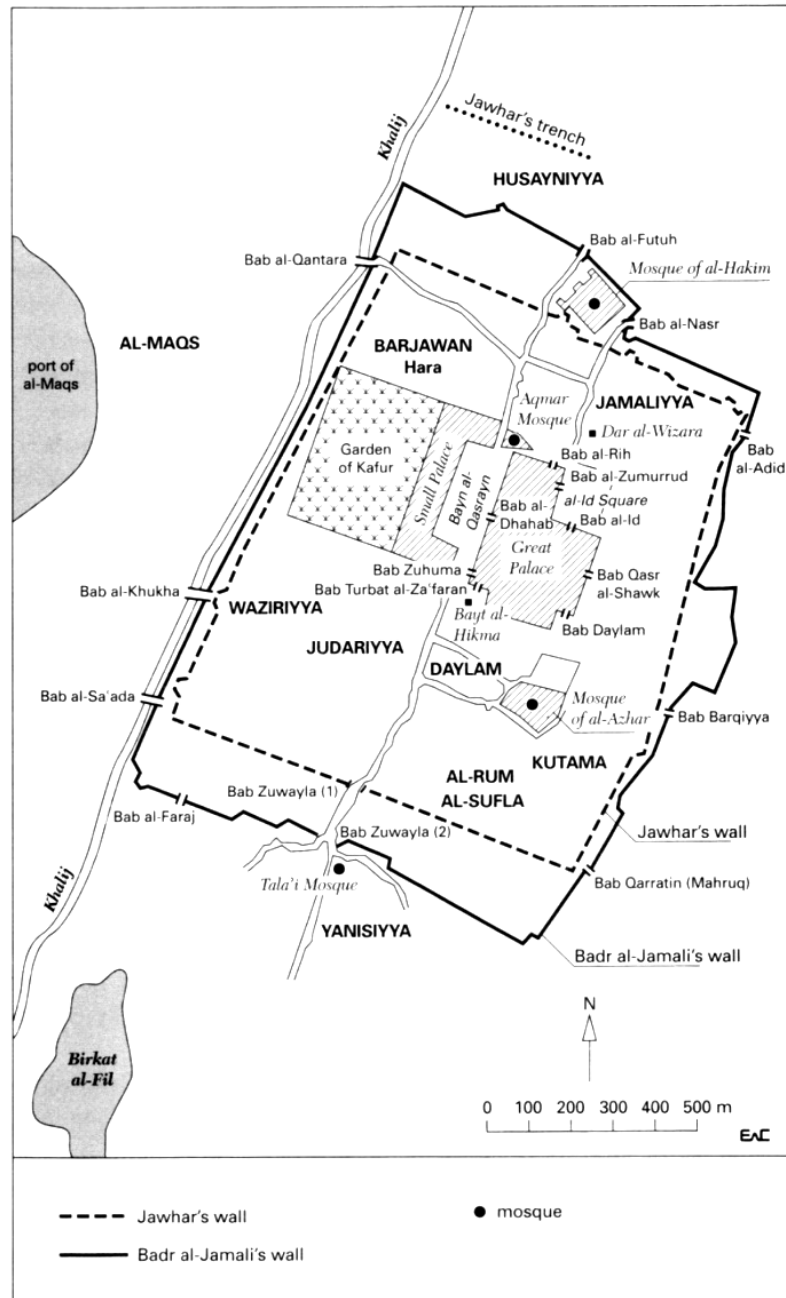 Khalij
Jawhar's trench
HUSAYNIYYA
Bab al-Futuh
Mosque of al-Hakim
Bab al-Qantara
Bab al-Nasr
AL-MAQS
port of
al-Maqs
BARJAWAN
Hara
Aqmar
Mosque
JAMALIYYA
Dar al-Wizara
Bab
al-Adid
Garden
of Kafur
Small Palace
Bayn al-
Qasrayn
Bab al-Rih
Bab al-Zumurrud
al-Id Square
Bab al-
Dhahab
Bab al-Id
Great
Palace
Bab Zuhuma
Bab Turbat al-Za'faran
Bab Qasr
al-Shawk
Bab al-Khukha
WAZIRIYYA
Bayt al-
Hikma
Bab Daylam
JUDARIYYA
DAYLAM
Bab al-Sa'ada
Mosque
of al-Azhar
Bab Barqiyya
KUTAMA
AL-RUM
AL-SUFLA
Bab Zuwayla (1)
Bab al-Faraj
Jawhar's wall
Bab Zuwayla (2)
Tala'i Mosque
Bab Qarratin (Mahruq)
Khalij
YANISIYYA
Badr al-Jamali's wall
N
Birkat
al-Fil
0 100 200 300 400 500 m
Jawhar's wall
mosque
Badr al-Jamali's wall